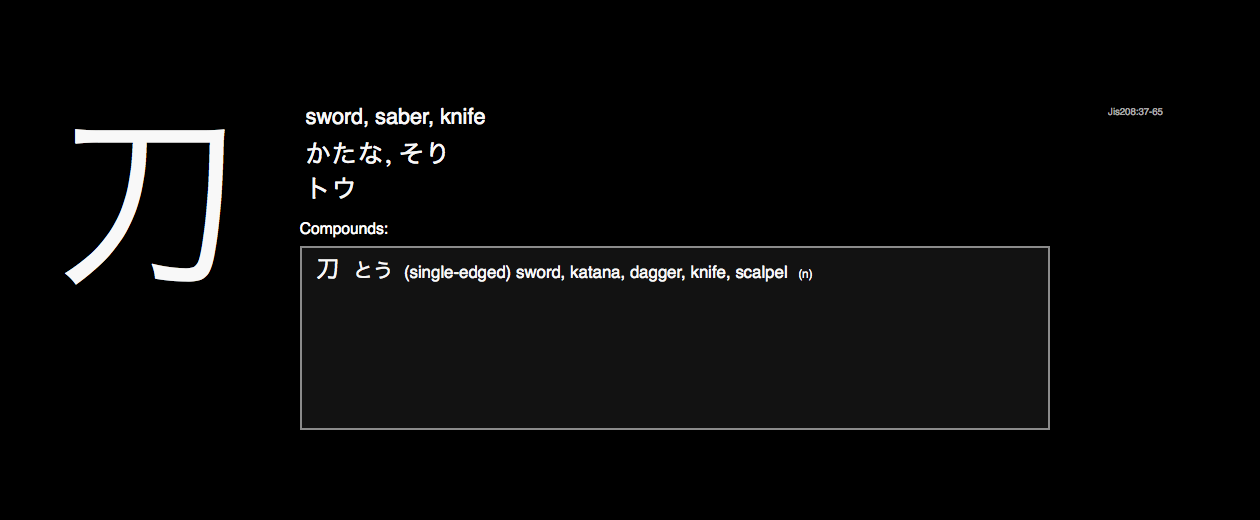 刀
sword, saber, knife
Jis208:37-65
かたな, そり
トウ
Compounds:
刀 とう (single-edged) sword, katana, dagger, knife, scalpel (n)